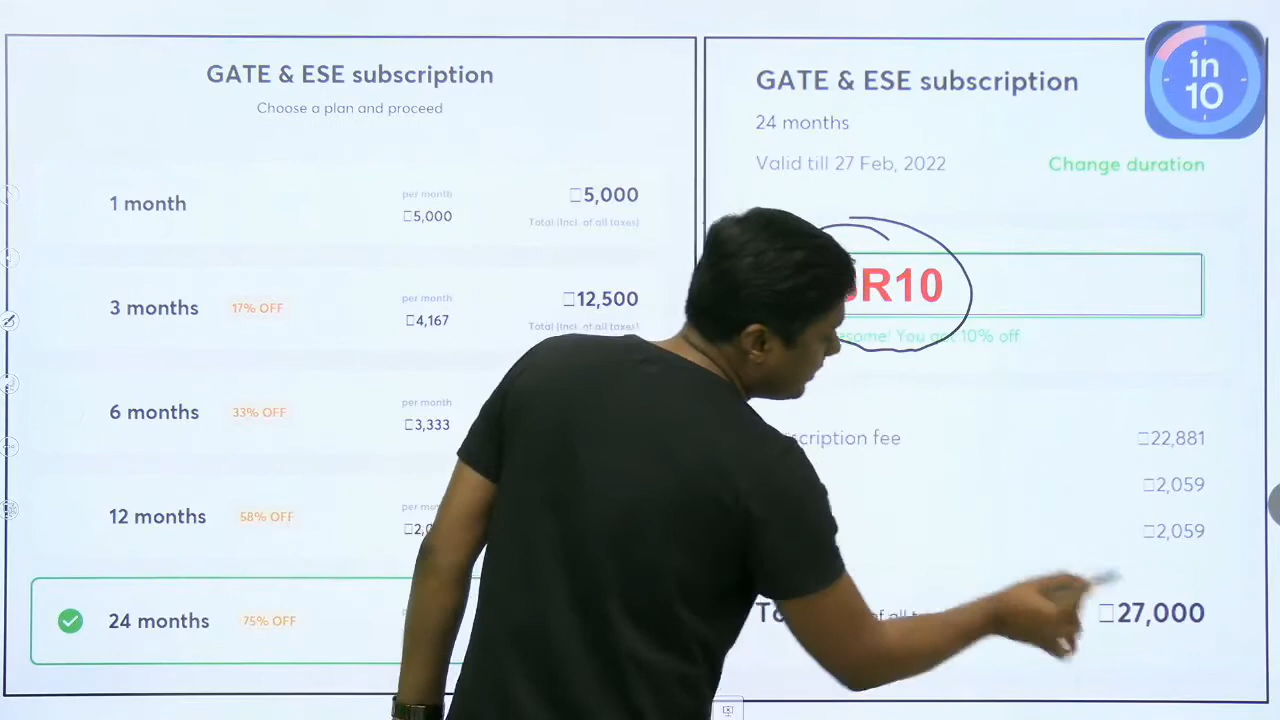 GATE & ESE subscription
Choose a plan and proceed
1 month
per month
5,000
5,000
Total (Incl. of all taxes)
3 months
17% OFF
per month
4,167
12,500
Total (Incl. of all taxes)
6 months
33% OFF
per month
3,333
12 months
58% OFF
per
24 months
75% OFF
GATE & ESE subscription
24 months
Valid till 27 Feb, 2022
Change duration
R10
You 10% off
fee
22,881
2,059
2,059
27,000
in
10